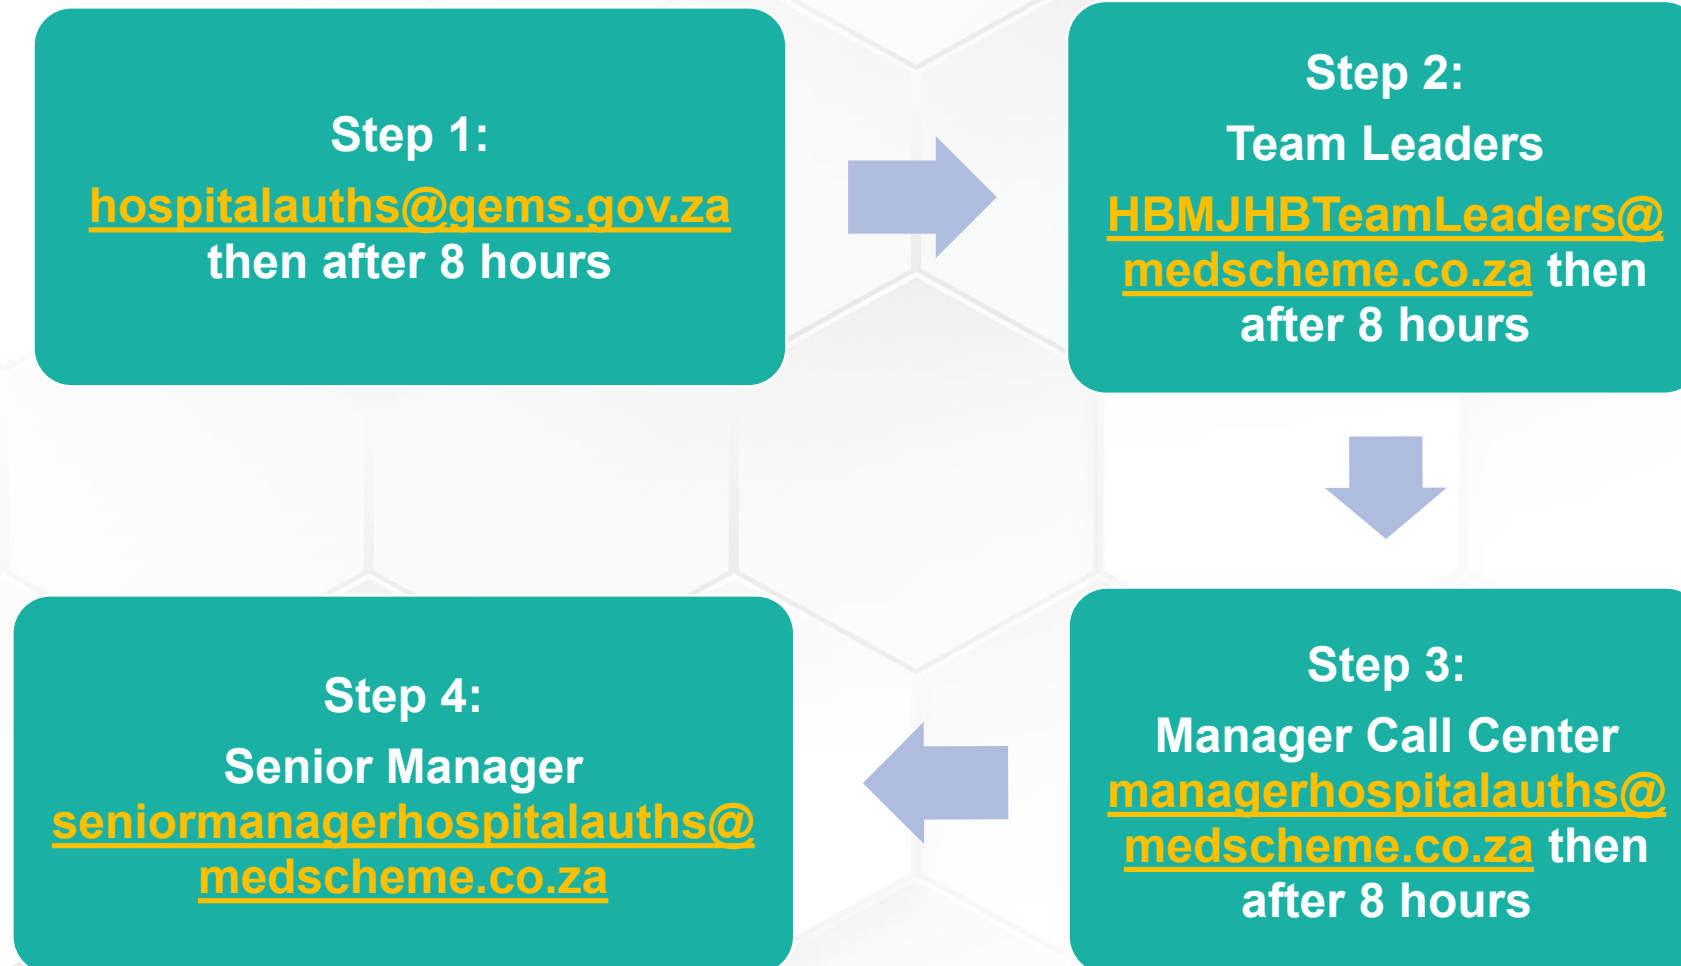 Step 1:
hospitalauths@gems.gov.za
then after 8 hours
Step 2:
Team Leaders
HBMJHBTeamLeaders@
medscheme.co.za then
after 8 hours
Step 3:
Manager Call Center
managerhospitalauths@
medscheme.co.za then
after 8 hours
Step 4:
Senior Manager
seniormanagerhospitalauths@
medscheme.co.za